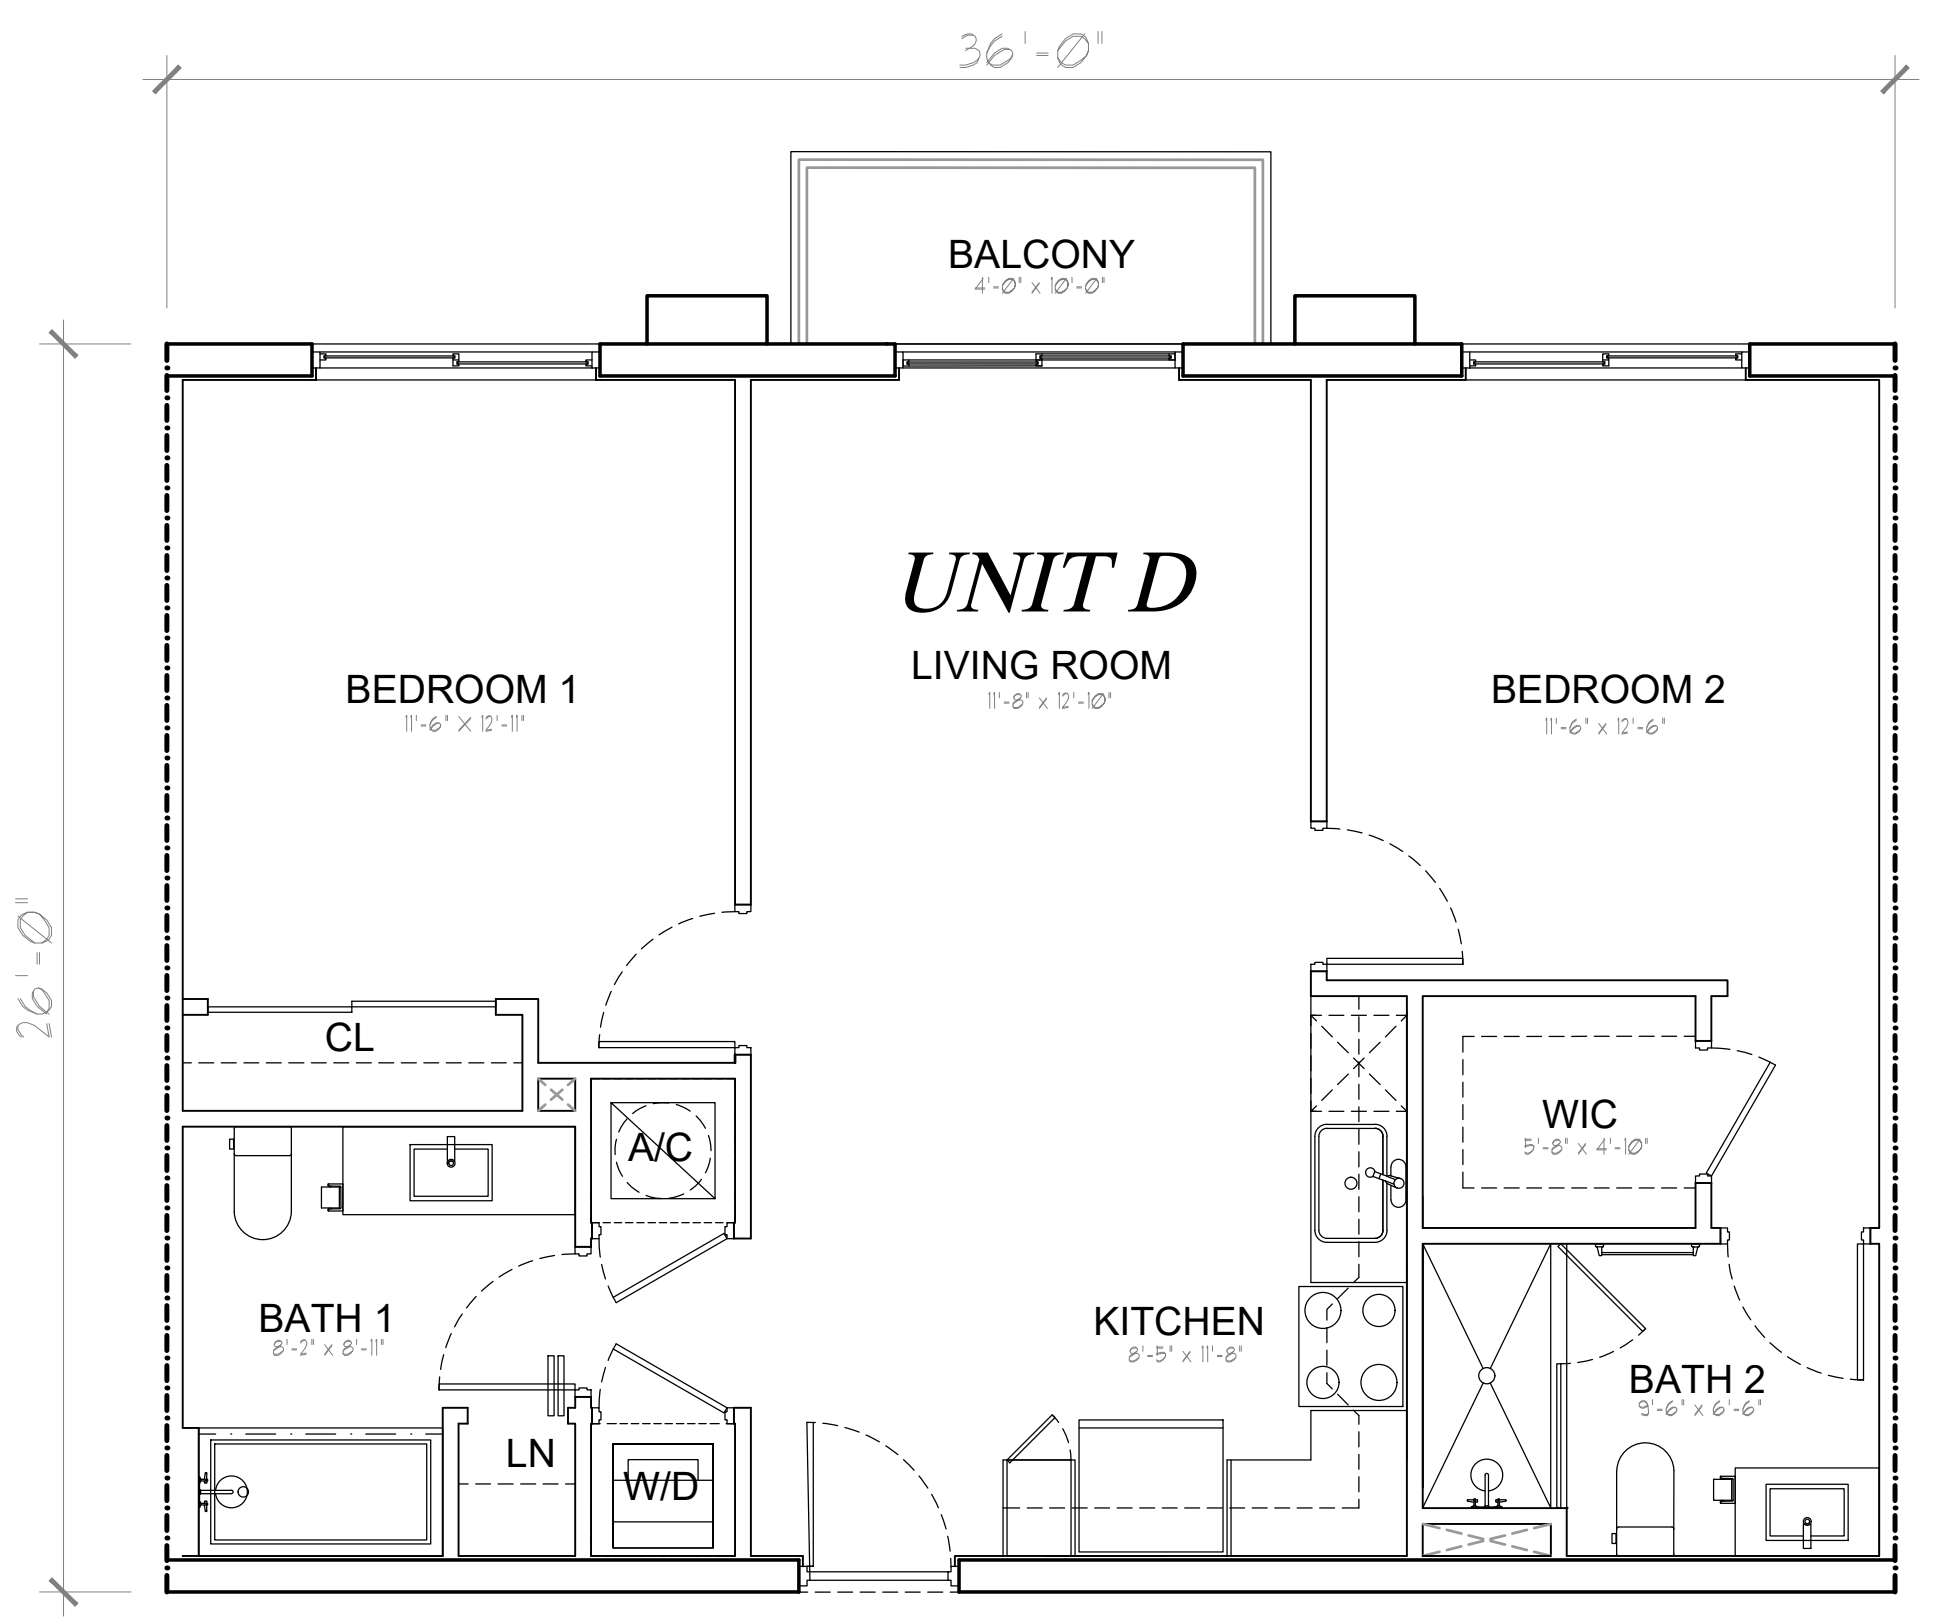 36'-0"
BALCONY
4'-0" x 10'-0"
UNIT D
LIVING ROOM
11'-8" x 12'-10"
BEDROOM 1
11'-6" X 12'-11"
BEDROOM 2
11'-6" x 12'-6"
26'-0"
CL
A/C
WIC
5'-8" x 4'-10"
BATH 1
8'-2" x 8'-11"
KITCHEN
8'-5" x 11'-8"
BATH 2
9'-6" x 6'-6"
LN
W/D